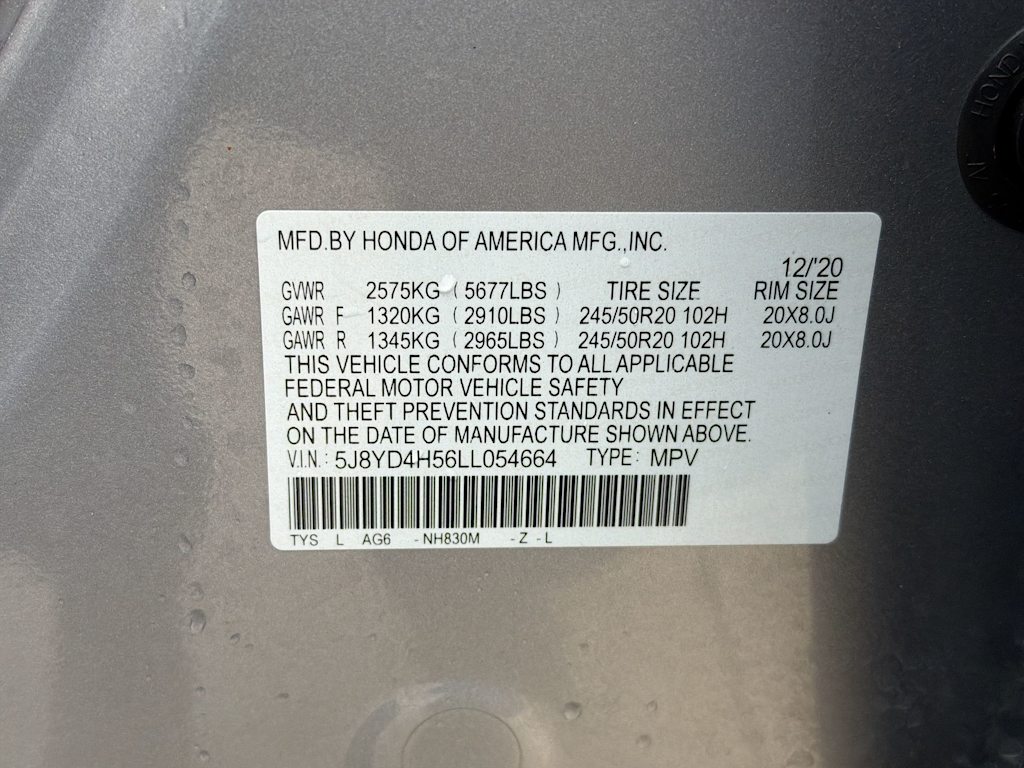 HONDA
MFD.BY HONDA OF AMERICA MFG.,INC.
12/'20
GVWR 2575KG ( 5677LBS ) TIRE SIZE RIM SIZE
GAWR F 1320KG ( 2910LBS ) 245/50R20 102H 20X8.0J
GAWR R 1345KG ( 2965LBS ) 245/50R20 102H 20X8.0J
THIS VEHICLE CONFORMS TO ALL APPLICABLE
FEDERAL MOTOR VEHICLE SAFETY
AND THEFT PREVENTION STANDARDS IN EFFECT
ON THE DATE OF MANUFACTURE SHOWN ABOVE.
V.I.N.: 5J8YD4H56LL054664 TYPE: MPV
TYS L AG6 -NH830M -Z -L